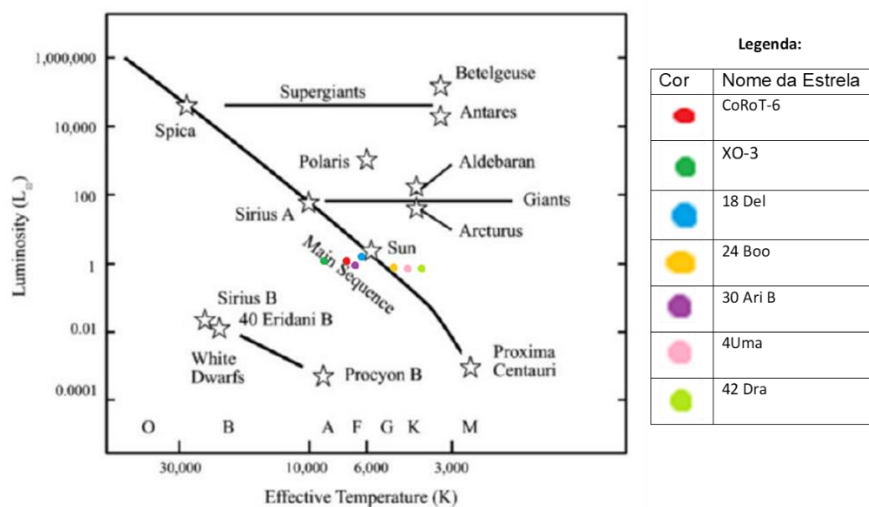 Luminosity (L⊙)
1,000,000
10,000
100
1
0.01
0.0001
Spica
Supergiants
Betelgeuse
Antares
Polaris
Aldebaran
Sirius A
Giants
Arcturus
Sun
Main Sequence
Sirius B
40 Eridani B
White
Dwarfs
Procyon B
Proxima
Centauri
O B A F G K M
30,000 10,000 6,000 3,000
Effective Temperature (K)
Legenda:
Cor Nome da Estrela
CoRoT-6
XO-3
18 Del
24 Boo
30 Ari B
4Uma
42 Dra